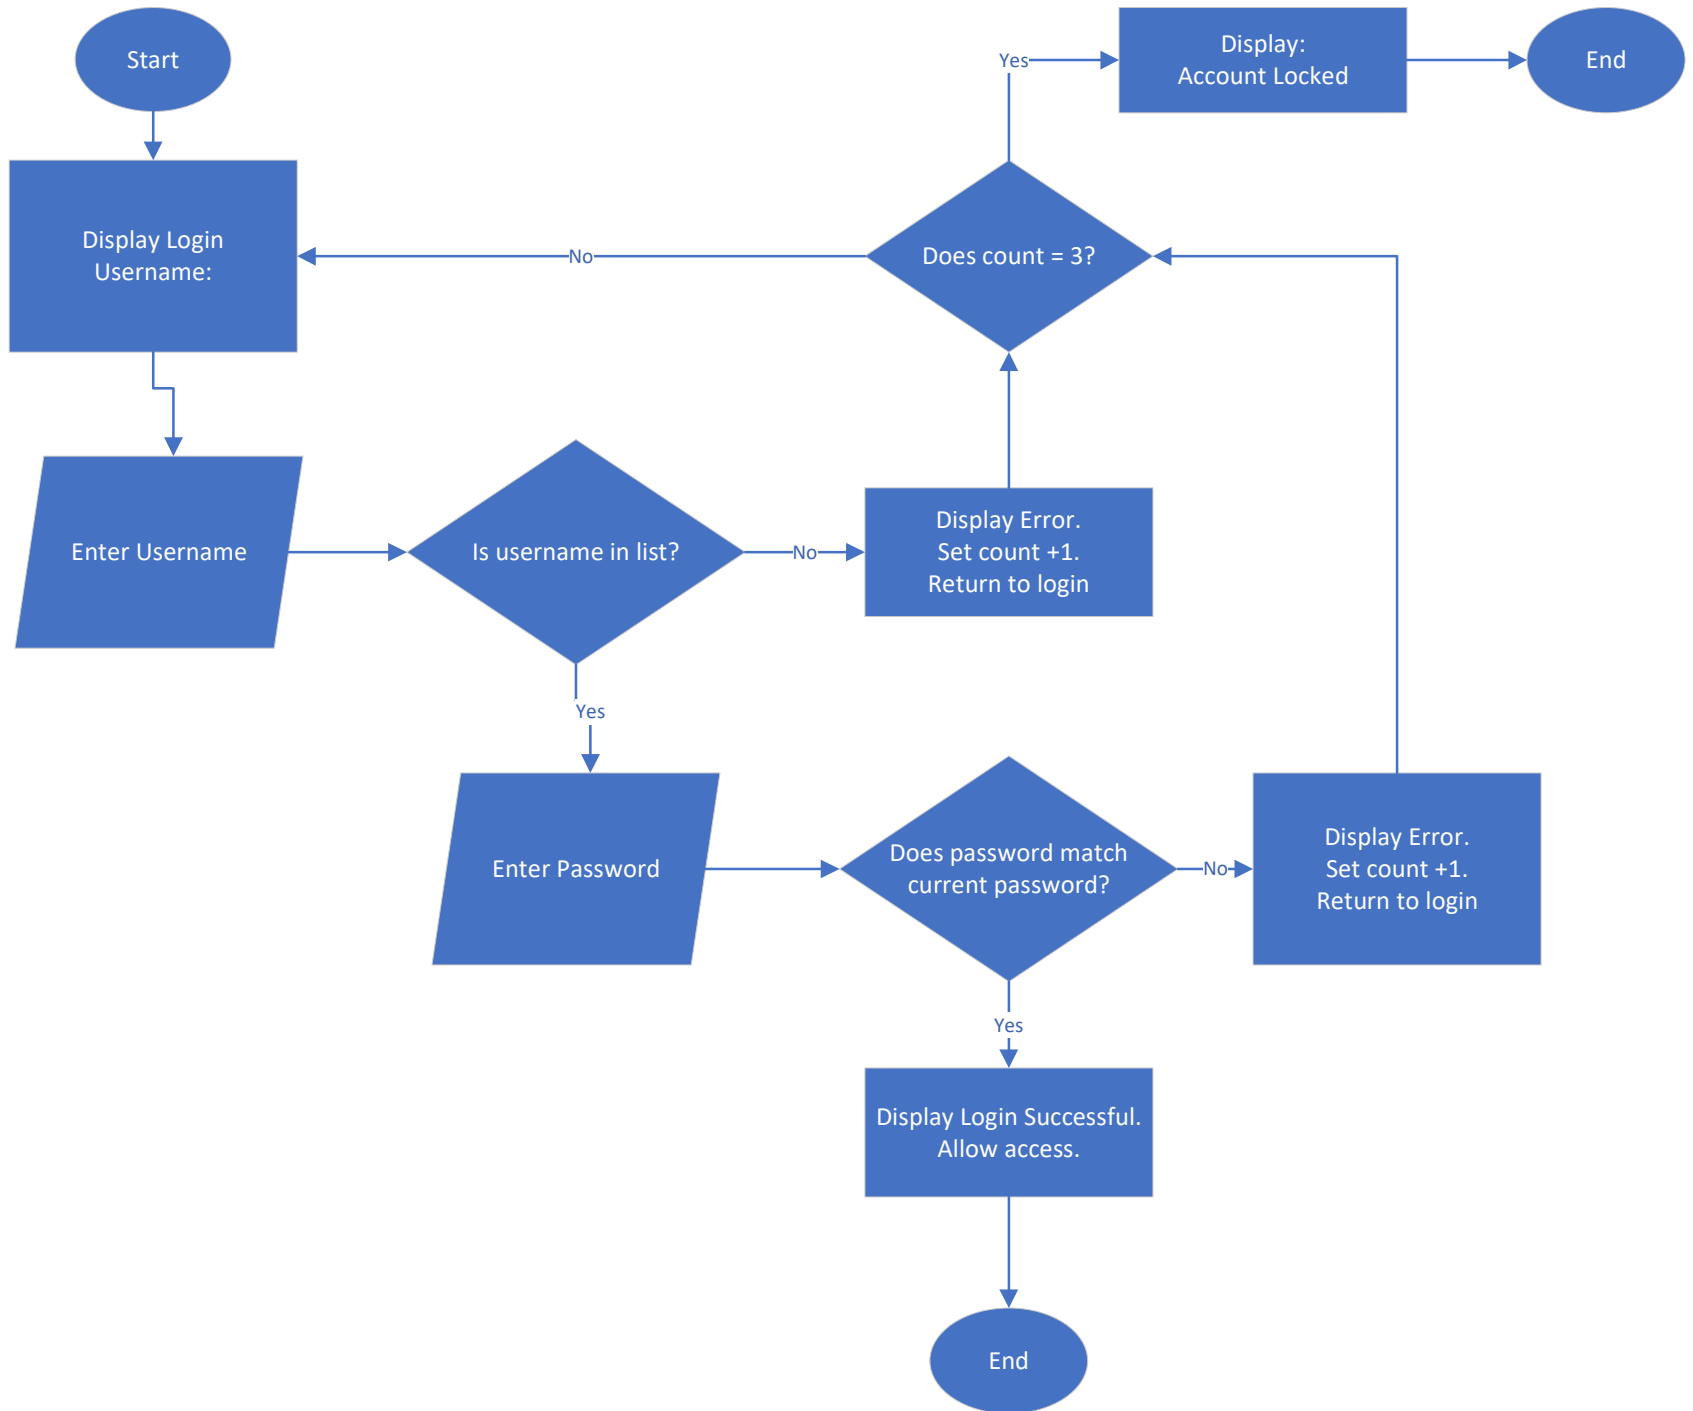 Start
Display:
Account Locked
End
Yes
Display Login
Username:
No
Does count = 3?
Enter Username
Is username in list?
No
Display Error.
Set count +1.
Return to login
Yes
Enter Password
Does password match
current password?
No
Display Error.
Set count +1.
Return to login
Yes
Display Login Successful.
Allow access.
End